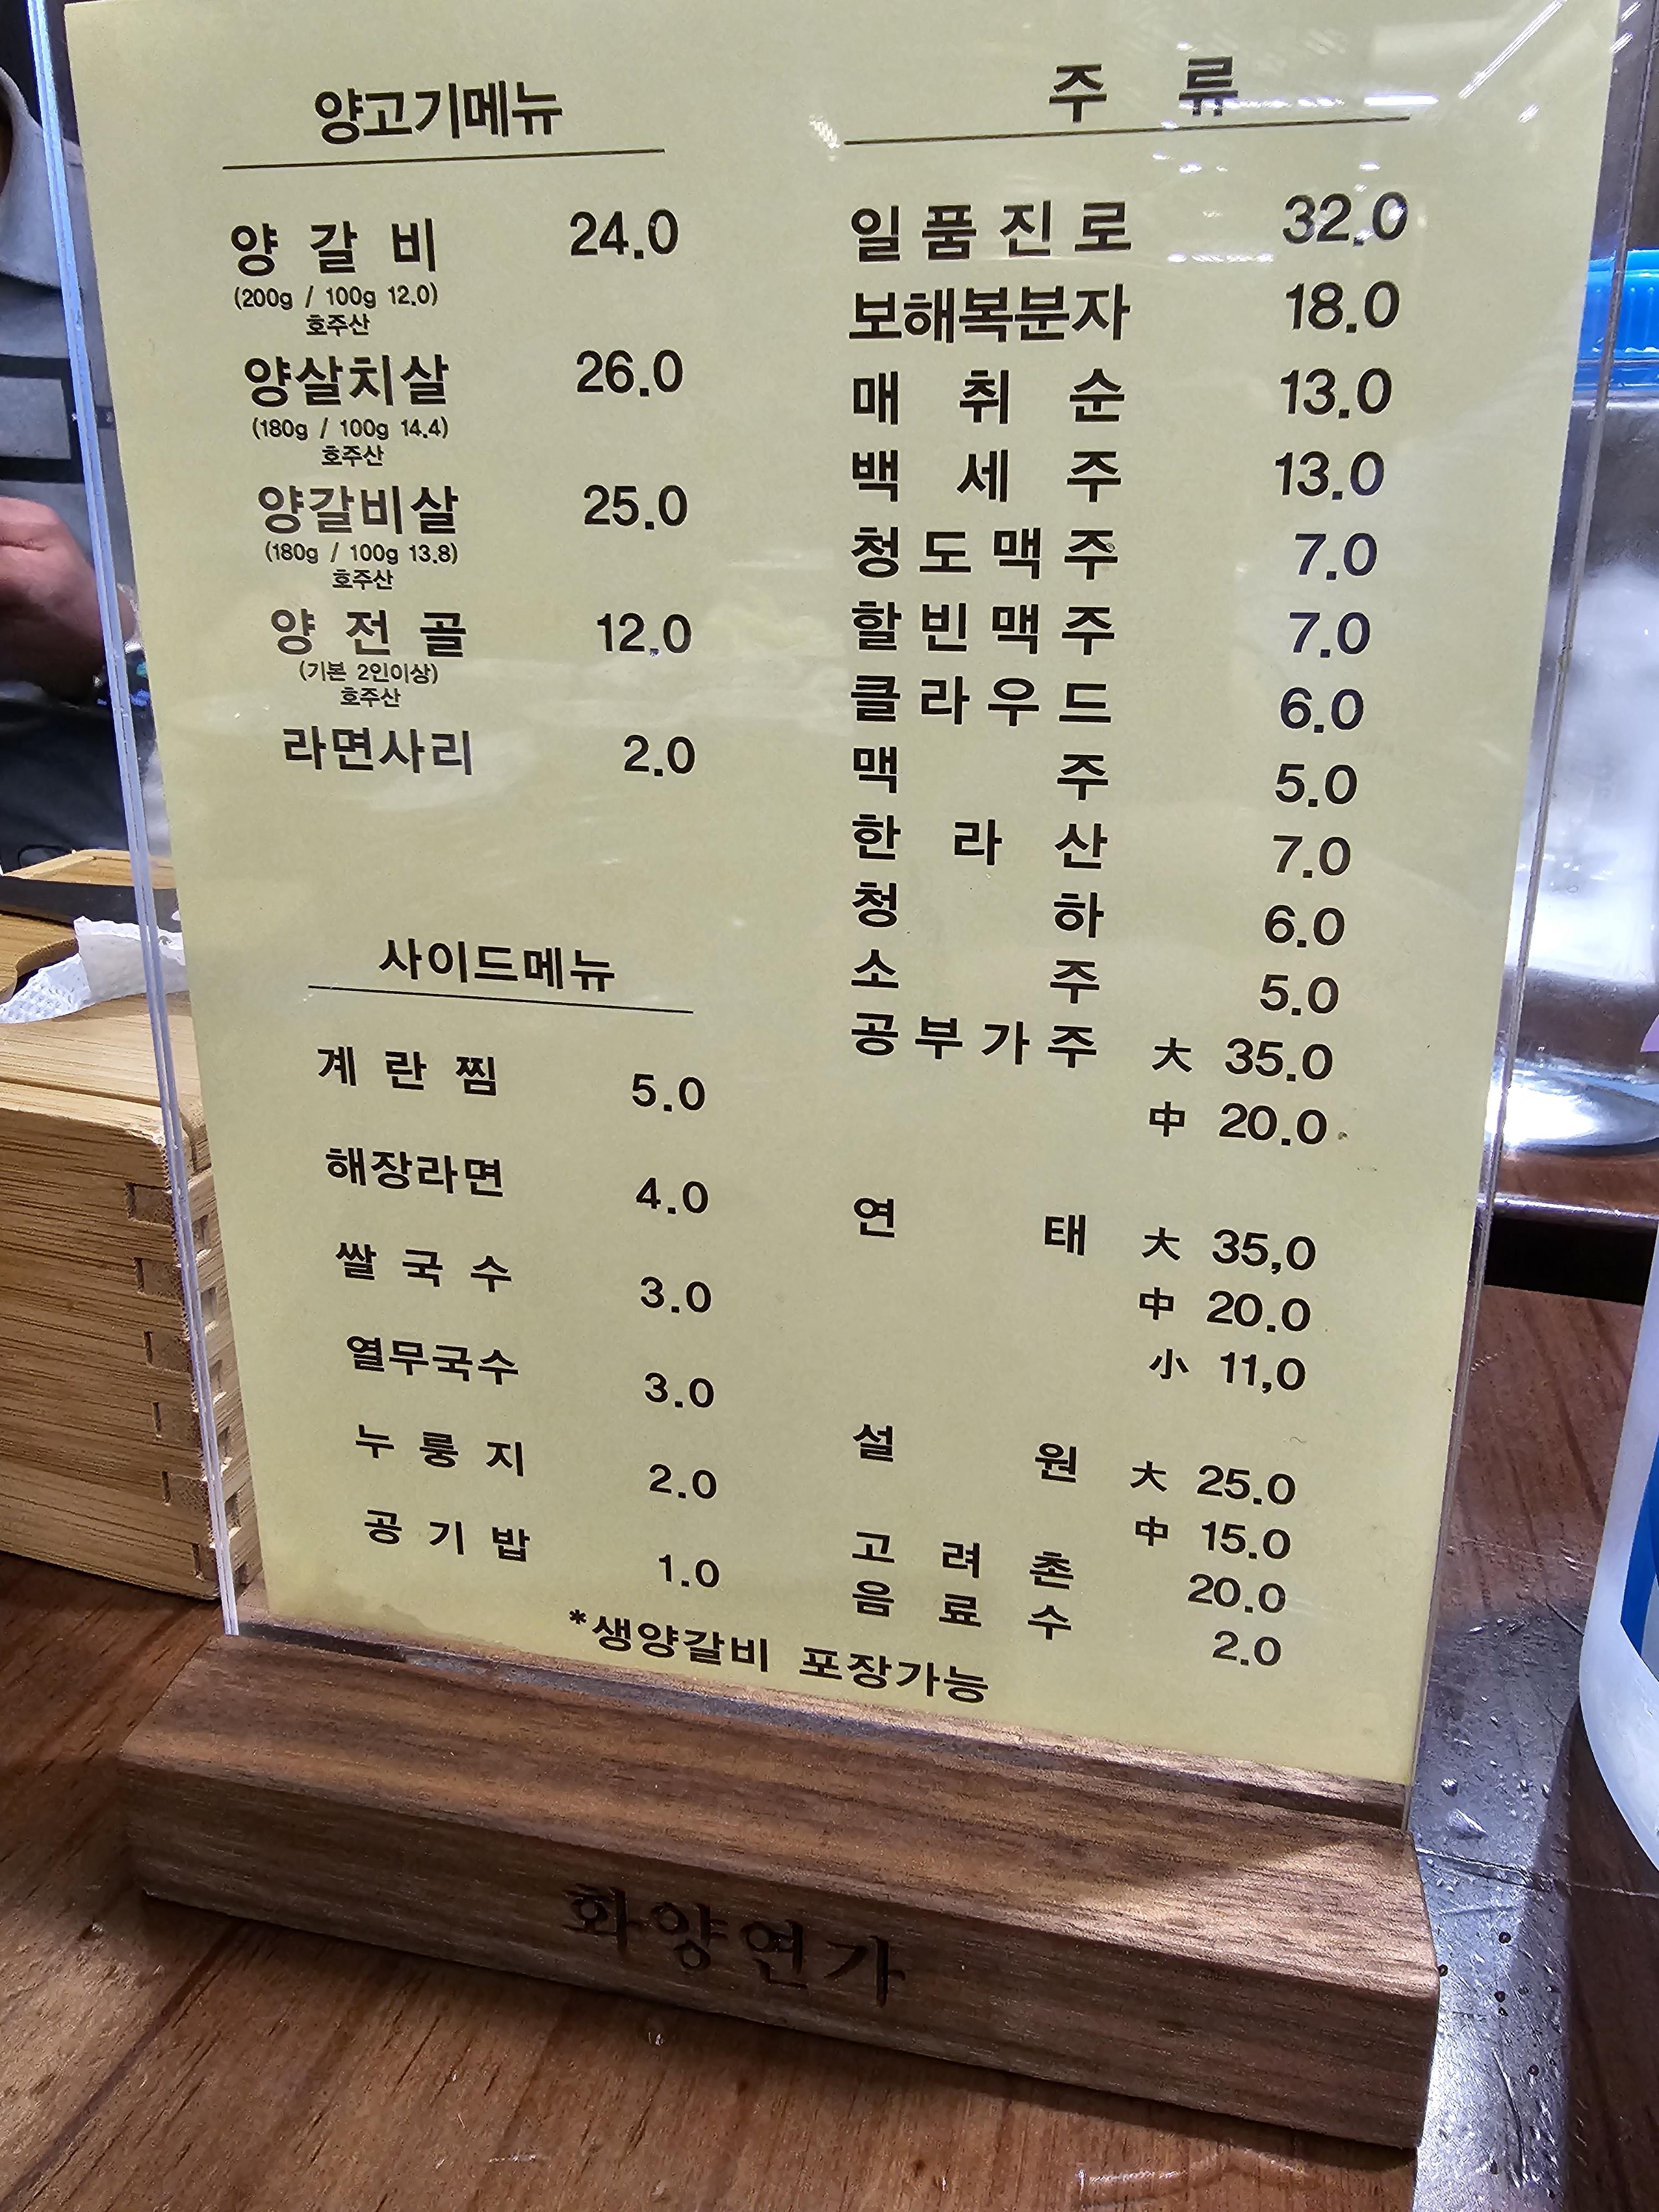 양고기메뉴
양 갈 비 24.0
(200g / 100g 12.0)
호주산
양살치살 26.0
(180g / 100g 14.4)
호주산
양갈비살 25.0
(180g / 100g 13.8)
호주산
양 전 골 12.0
(기본 2인이상)
호주산
라면사리 2.0
사이드메뉴
계 란 찜 5.0
해장라면 4.0
쌀 국 수 3.0
열무국수 3.0
누 룽 지 2.0
공 기 밥 1.0
주 류
일 품 진 로 32.0
보해복분자 18.0
매 취 순 13.0
백 세 주 13.0
청 도 맥 주 7.0
할 빈 맥 주 7.0
클 라 우 드 6.0
맥 주 5.0
한 라 산 7.0
청 하 6.0
소 주 5.0
공 부 가 주 大 35.0
中 20.0
연 태 大 35,0
中 20.0
小 11,0
설 원 大 25.0
中 15.0
고 려 촌 20.0
음 료 수 2.0
*생양갈비 포장가능
화양연가